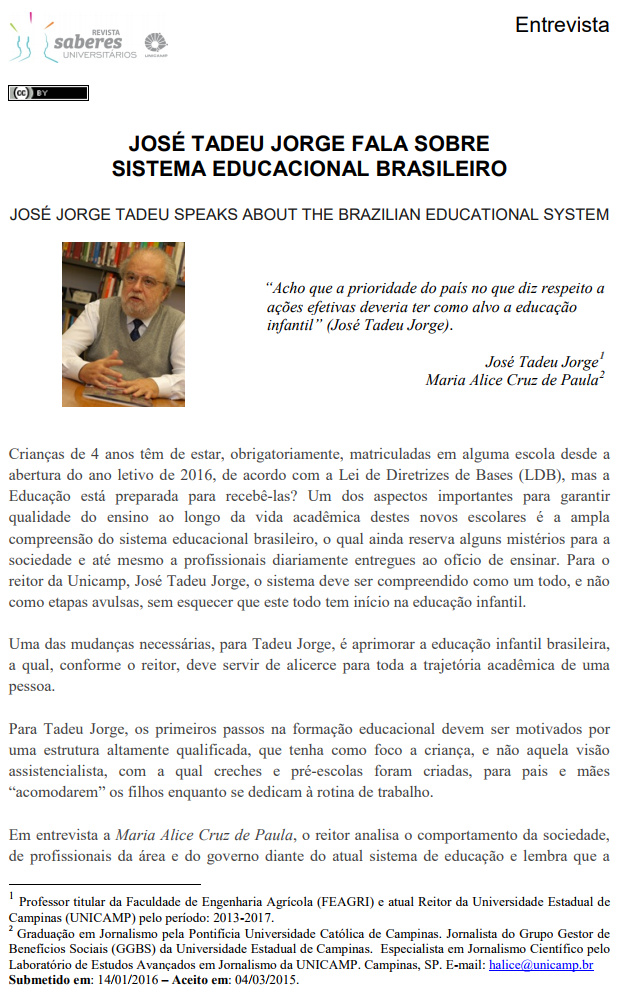 Entrevista
REVISTA
saberes
UNIVERSITÁRIOS
UNICAMP
(cc) BY
JOSÉ TADEU JORGE FALA SOBRE
SISTEMA EDUCACIONAL BRASILEIRO
JOSÉ JORGE TADEU SPEAKS ABOUT THE BRAZILIAN EDUCATIONAL SYSTEM
“Acho que a prioridade do país no que diz respeito a
ações efetivas deveria ter como alvo a educação
infantil” (José Tadeu Jorge).
José Tadeu Jorge1
Maria Alice Cruz de Paula2
Crianças de 4 anos têm de estar, obrigatoriamente, matriculadas em alguma escola desde a
abertura do ano letivo de 2016, de acordo com a Lei de Diretrizes de Bases (LDB), mas a
Educação está preparada para recebê-las? Um dos aspectos importantes para garantir
qualidade do ensino ao longo da vida acadêmica destes novos escolares é a ampla
compreensão do sistema educacional brasileiro, o qual ainda reserva alguns mistérios para a
sociedade e até mesmo a profissionais diariamente entregues ao ofício de ensinar. Para o
reitor da Unicamp, José Tadeu Jorge, o sistema deve ser compreendido como um todo, e não
como etapas avulsas, sem esquecer que este todo tem início na educação infantil.
Uma das mudanças necessárias, para Tadeu Jorge, é aprimorar a educação infantil brasileira,
a qual, conforme o reitor, deve servir de alicerce para toda a trajetória acadêmica de uma
pessoa.
Para Tadeu Jorge, os primeiros passos na formação educacional devem ser motivados por
uma estrutura altamente qualificada, que tenha como foco a criança, e não aquela visão
assistencialista, com a qual creches e pré-escolas foram criadas, para pais e mães
“acomodarem” os filhos enquanto se dedicam à rotina de trabalho.
Em entrevista a Maria Alice Cruz de Paula, o reitor analisa o comportamento da sociedade,
de profissionais da área e do governo diante do atual sistema de educação e lembra que a
1 Professor titular da Faculdade de Engenharia Agrícola (FEAGRI) e atual Reitor da Universidade Estadual de
Campinas (UNICAMP) pelo período: 2013-2017.
2 Graduação em Jornalismo pela Pontifícia Universidade Católica de Campinas. Jornalista do Grupo Gestor de
Benefícios Sociais (GGBS) da Universidade Estadual de Campinas. Especialista em Jornalismo Científico pelo
Laboratório de Estudos Avançados em Jornalismo da UNICAMP. Campinas, SP. E-mail: halice@unicamp.br
Submetido em: 14/01/2016 – Aceito em: 04/03/2015.